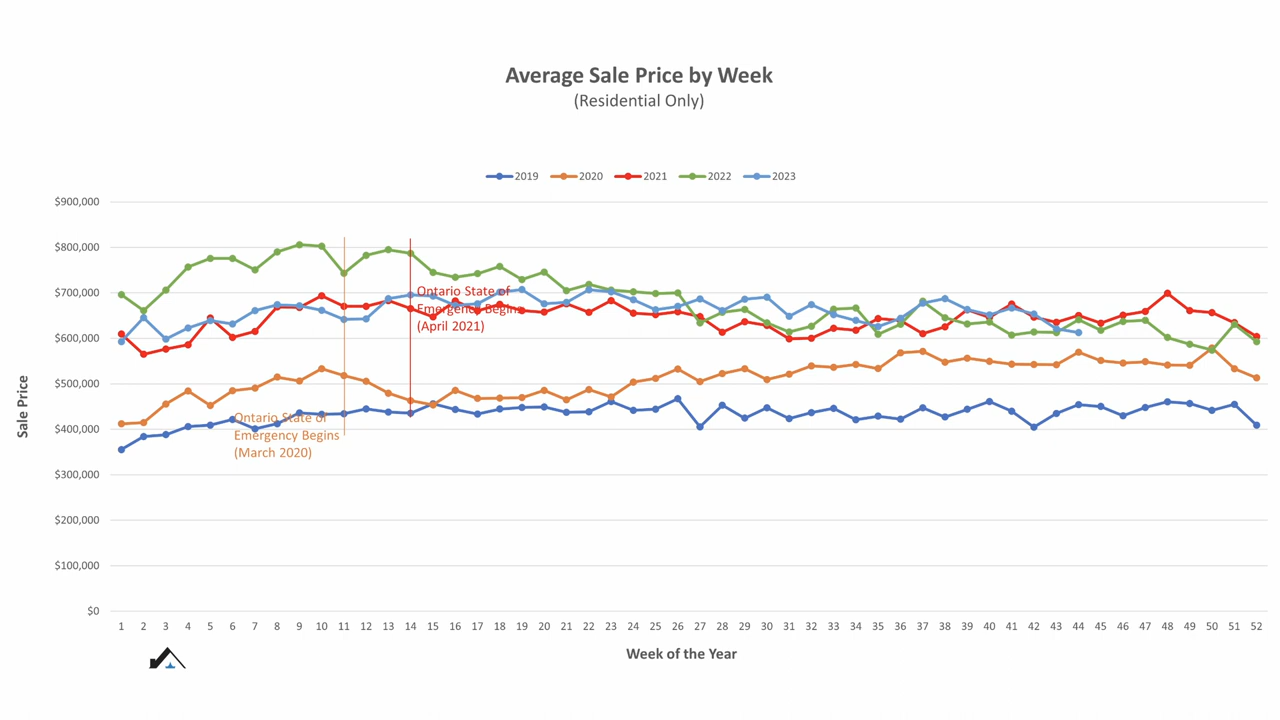 Average Sale Price by Week
(Residential Only)
2019 2020 2021 2022 2023
$900,000
$800,000
$700,000
$600,000
$500,000
$400,000
$300,000
$200,000
$100,000
$0
Sale Price
Ontario State of
Emergency Begins
(April 2021)
Ontario State of
Emergency Begins
(March 2020)
1 2 3 4 5 6 7 8 9 10 11 12 13 14 15 16 17 18 19 20 21 22 23 24 25 26 27 28 29 30 31 32 33 34 35 36 37 38 39 40 41 42 43 44 45 46 47 48 49 50 51 52
Week of the Year